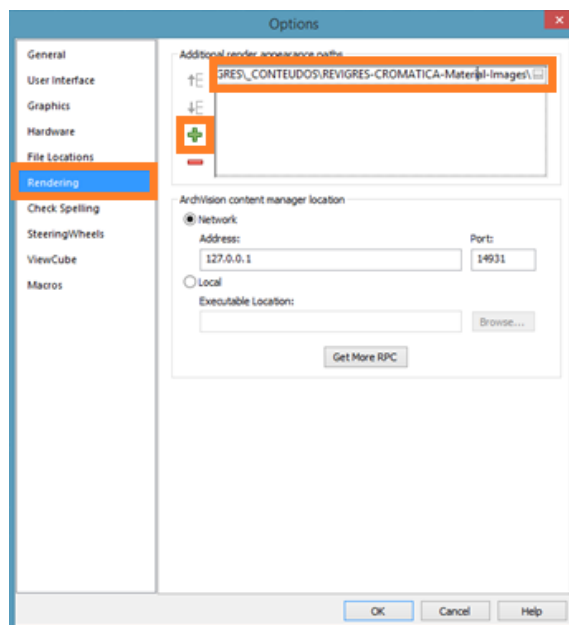 Options
General
User Interface
Graphics
Hardware
File Locations
Rendering
Check Spelling
SteeringWheels
ViewCube
Macros
Additional render appearance paths
GRES\_CONTEUDOS\REVIGRES-CROMATICA-Material-Images\
ArchVision content manager location
Network
Address:
Port:
127.0.0.1
14931
Local
Executable Location:
Browse...
Get More RPC
OK
Cancel
Help